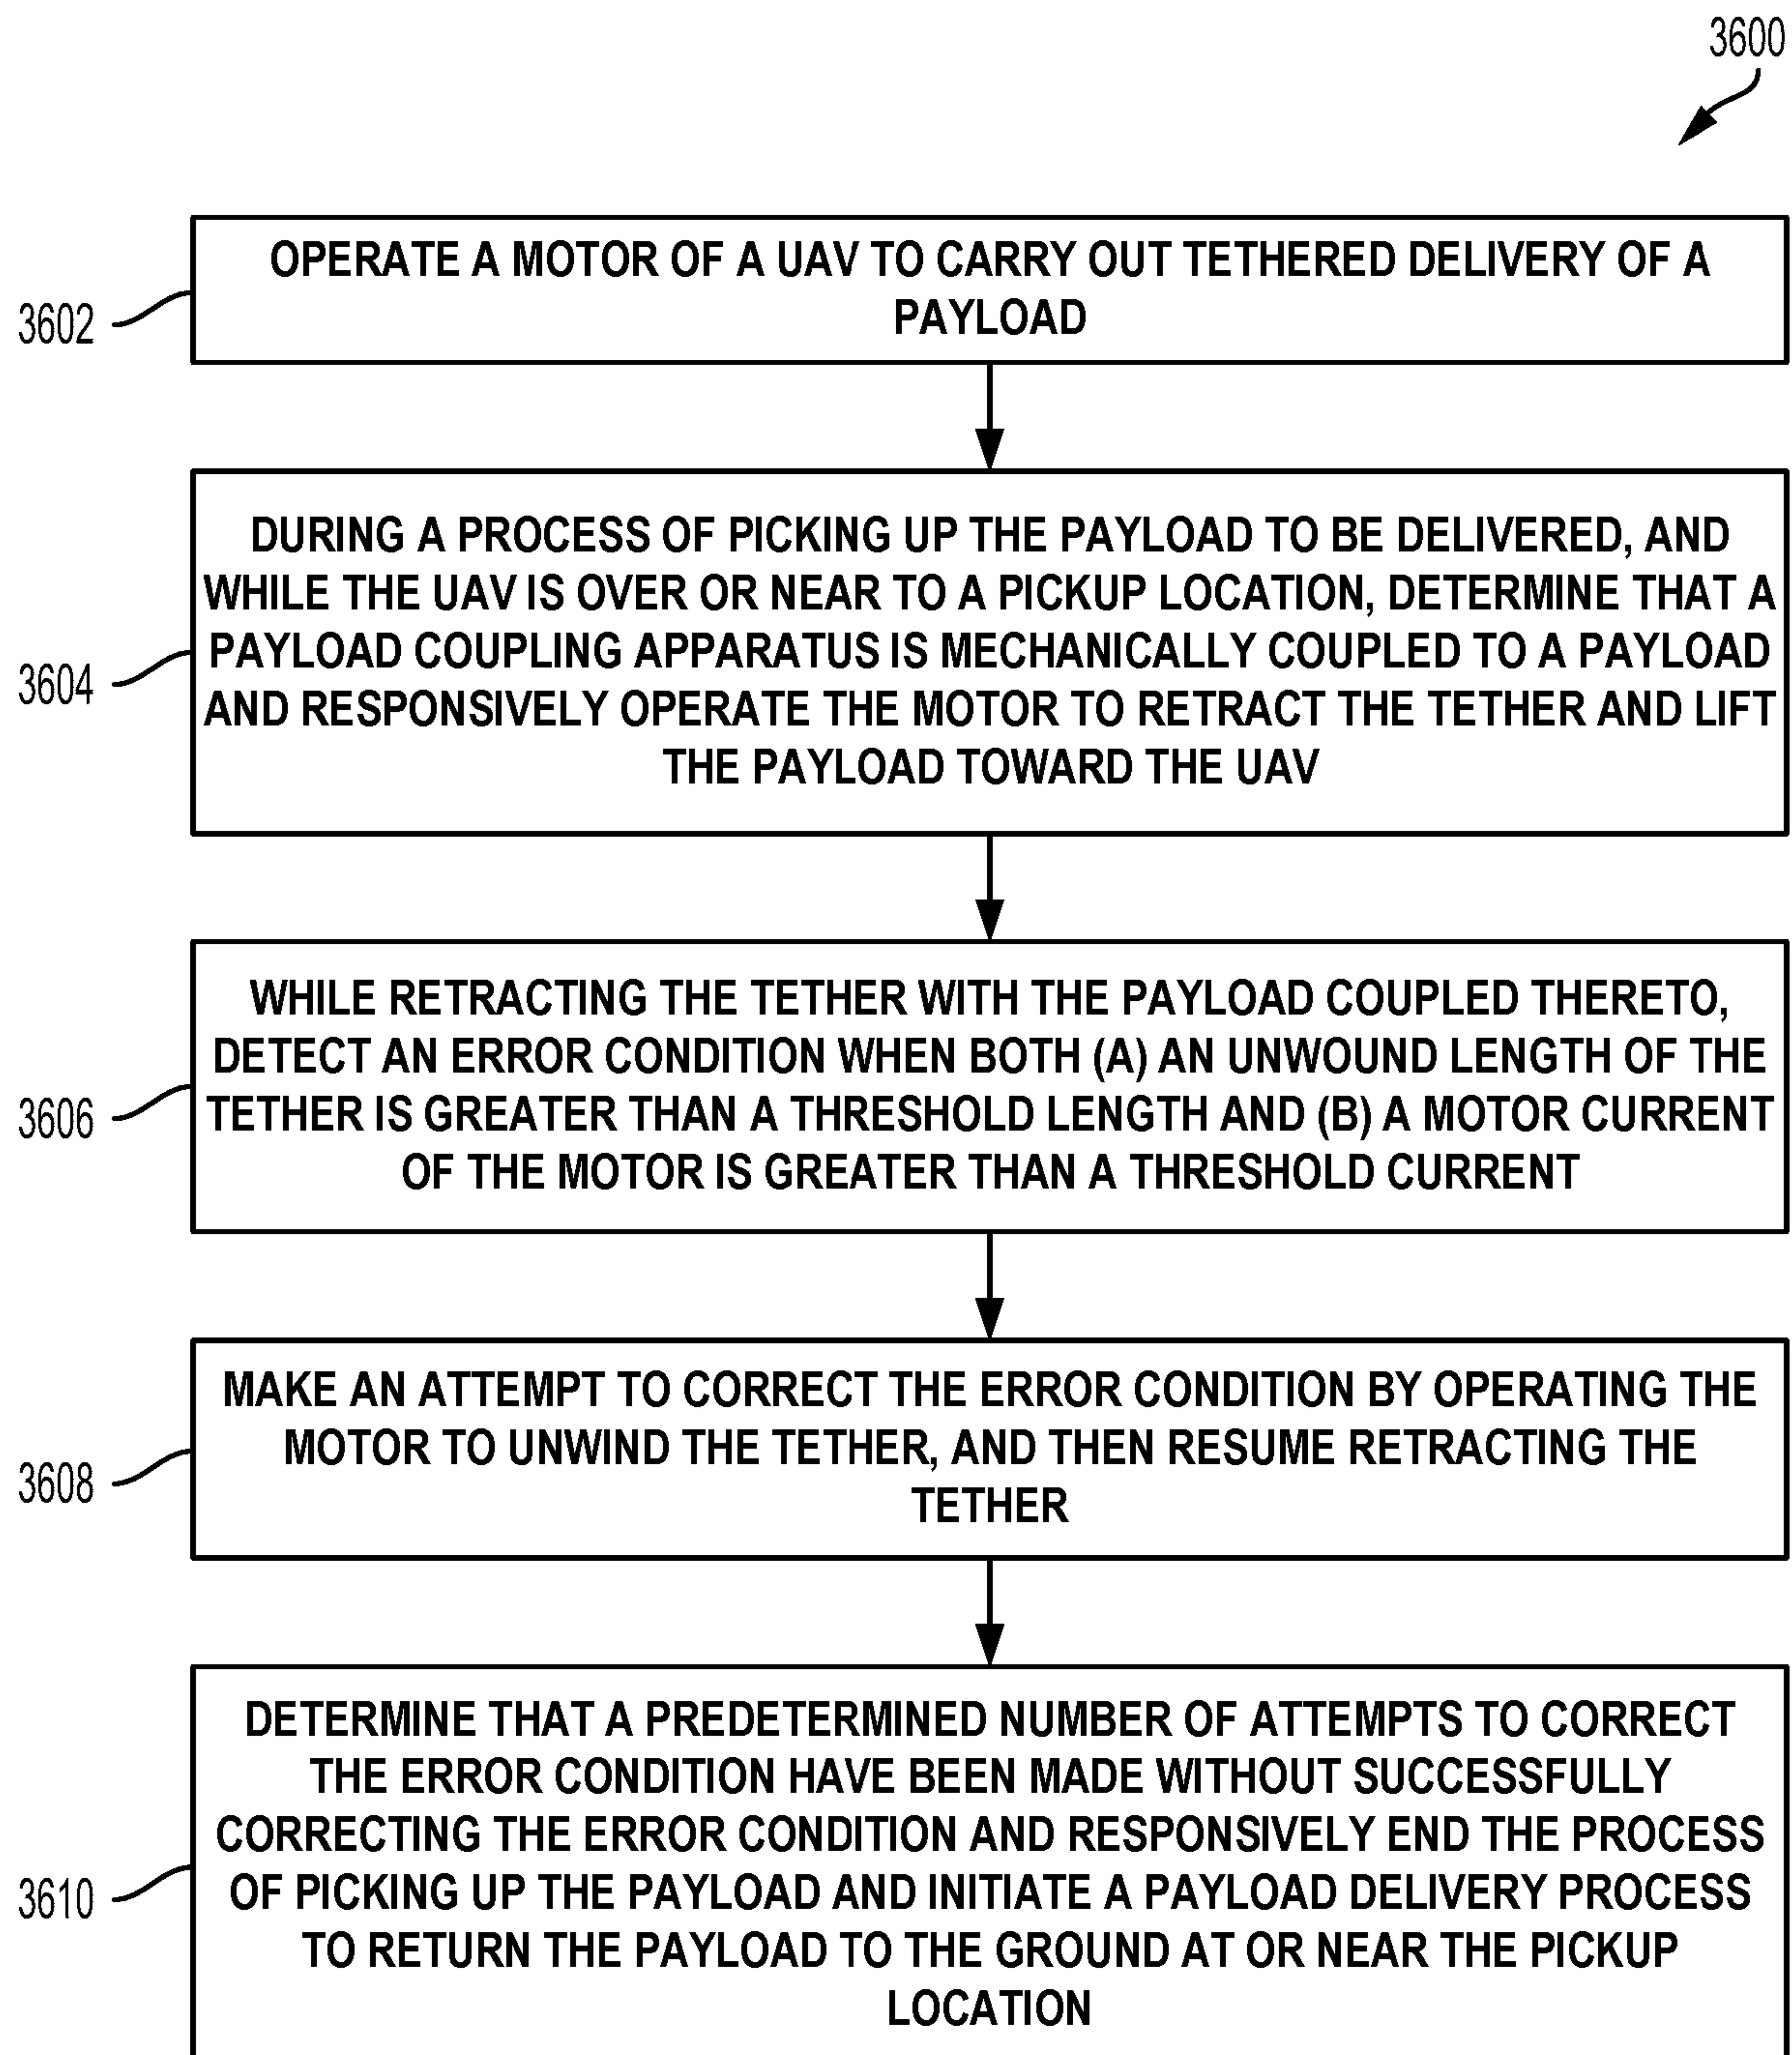 3600
OPERATE A MOTOR OF A UAV TO CARRY OUT TETHERED DELIVERY OF A
PAYLOAD
3602
DURING A PROCESS OF PICKING UP THE PAYLOAD TO BE DELIVERED, AND
WHILE THE UAV IS OVER OR NEAR TO A PICKUP LOCATION, DETERMINE THAT A
PAYLOAD COUPLING APPARATUS IS MECHANICALLY COUPLED TO A PAYLOAD
AND RESPONSIVELY OPERATE THE MOTOR TO RETRACT THE TETHER AND LIFT
THE PAYLOAD TOWARD THE UAV
3604
WHILE RETRACTING THE TETHER WITH THE PAYLOAD COUPLED THERETO,
DETECT AN ERROR CONDITION WHEN BOTH (A) AN UNWOUND LENGTH OF THE
TETHER IS GREATER THAN A THRESHOLD LENGTH AND (B) A MOTOR CURRENT
OF THE MOTOR IS GREATER THAN A THRESHOLD CURRENT
3606
MAKE AN ATTEMPT TO CORRECT THE ERROR CONDITION BY OPERATING THE
MOTOR TO UNWIND THE TETHER, AND THEN RESUME RETRACTING THE
TETHER
3608
DETERMINE THAT A PREDETERMINED NUMBER OF ATTEMPTS TO CORRECT
THE ERROR CONDITION HAVE BEEN MADE WITHOUT SUCCESSFULLY
CORRECTING THE ERROR CONDITION AND RESPONSIVELY END THE PROCESS
OF PICKING UP THE PAYLOAD AND INITIATE A PAYLOAD DELIVERY PROCESS
TO RETURN THE PAYLOAD TO THE GROUND AT OR NEAR THE PICKUP
LOCATION
3610